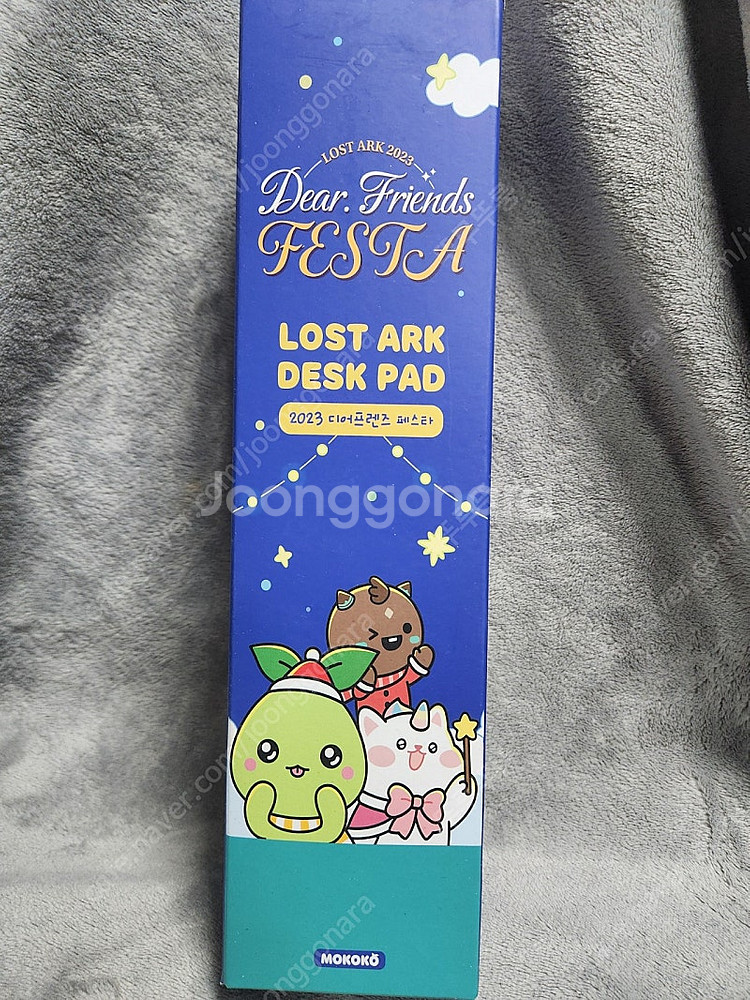 LOST ARK 2023
Dear. Friends
FESTA
LOST ARK
DESK PAD
2023 디어프렌즈 페스타
Joonggonara
MOKOKO